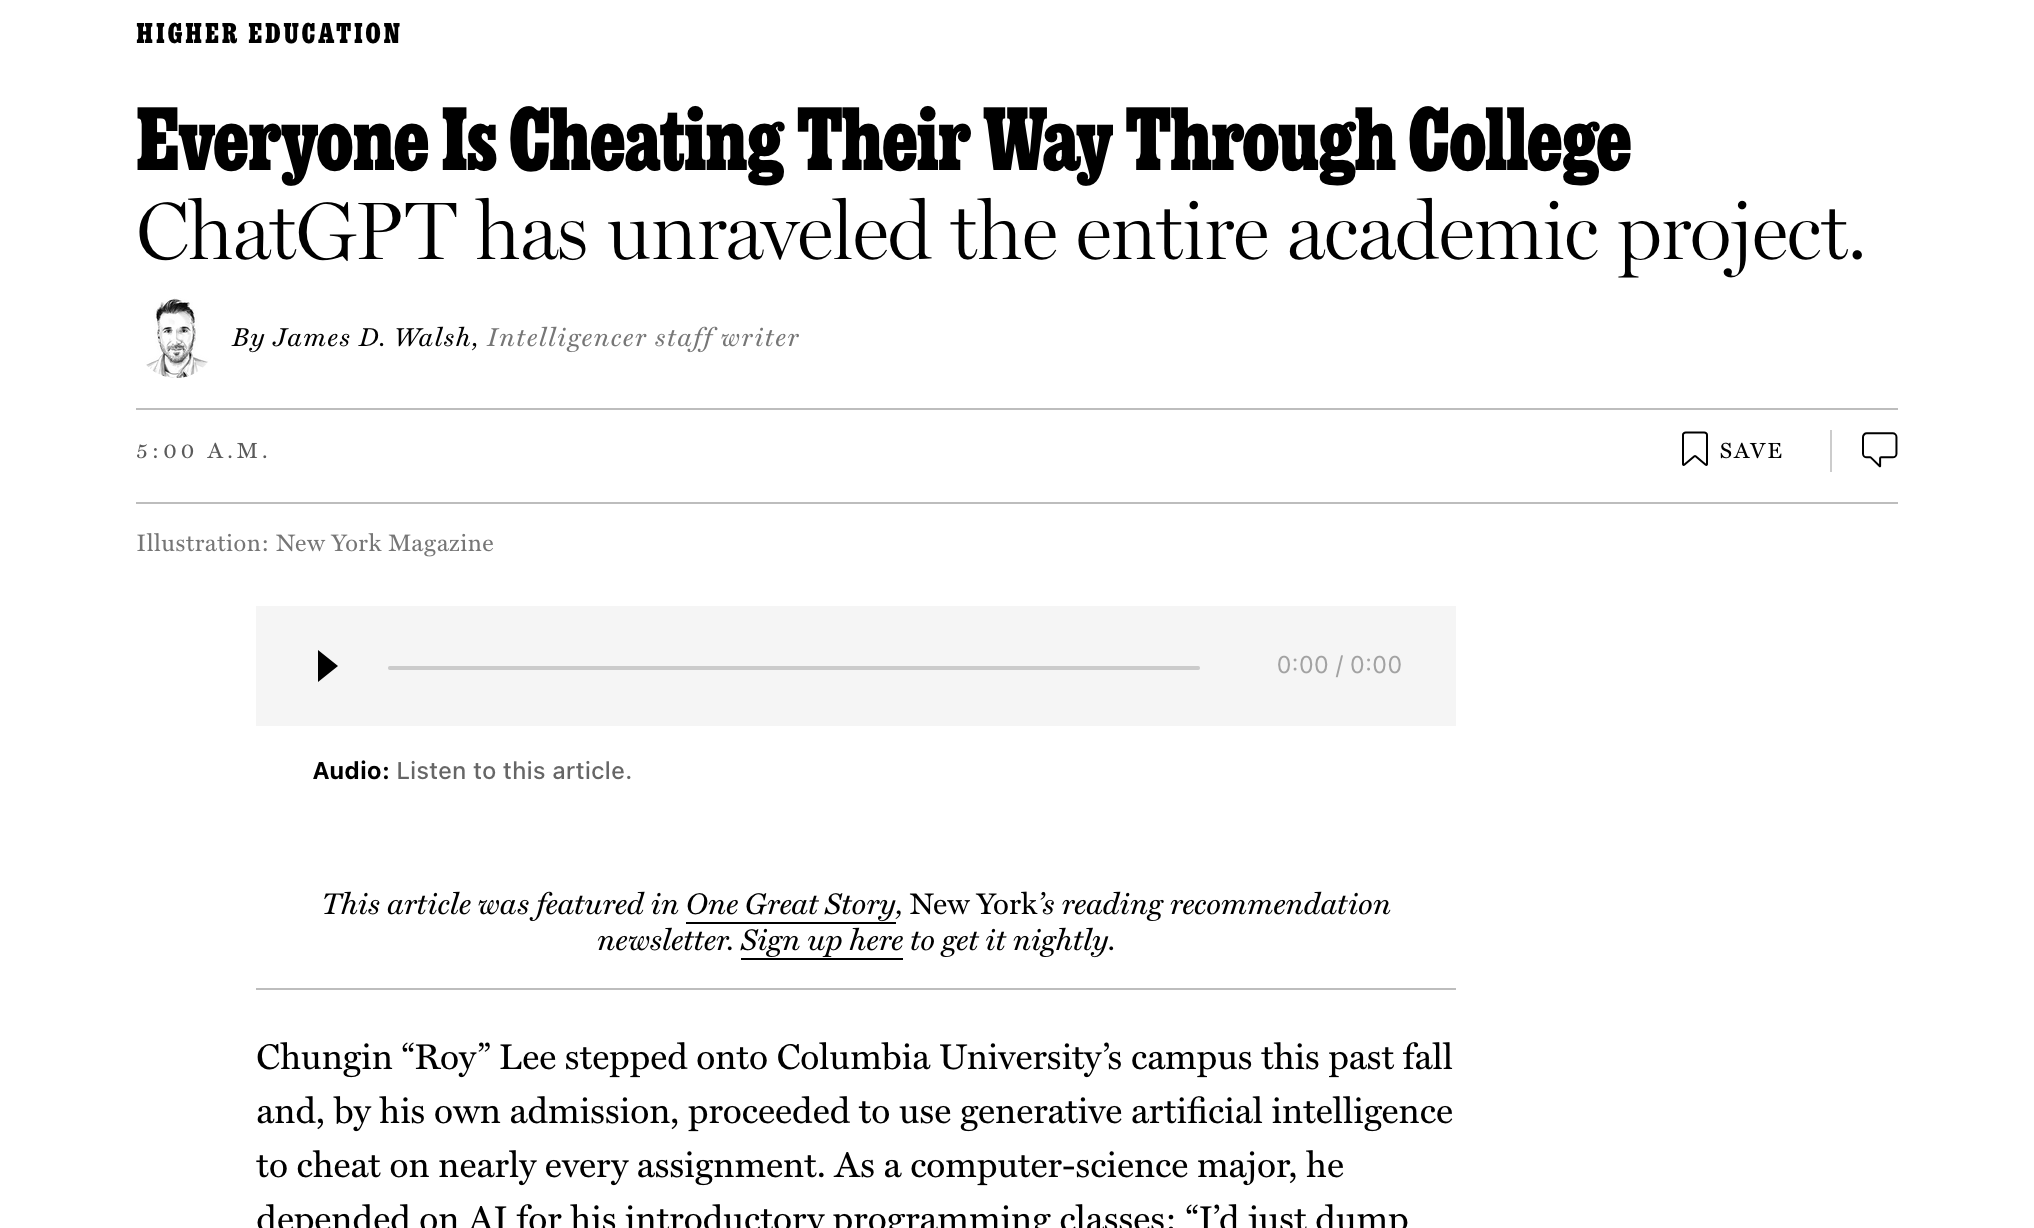 HIGHER EDUCATION
Everyone Is Cheating Their Way Through College
ChatGPT has unraveled the entire academic project.
By James D. Walsh, Intelligencer staff writer
5:00 A.M.
SAVE
Illustration: New York Magazine
0:00 / 0:00
Audio: Listen to this article.
This article was featured in One Great Story, New York’s reading recommendation
newsletter. Sign up here to get it nightly.
Chungin “Roy” Lee stepped onto Columbia University’s campus this past fall
and, by his own admission, proceeded to use generative artificial intelligence
to cheat on nearly every assignment. As a computer-science major, he
depended on AI for his introductory programming classes: “I’d just dump